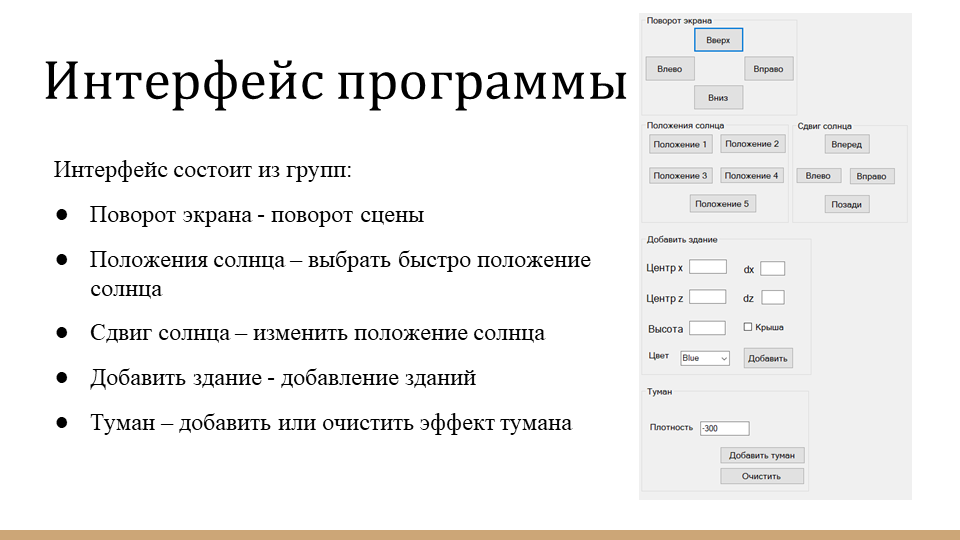 Интерфейс программы
Интерфейс состоит из групп:
● Поворот экрана - поворот сцены
● Положения солнца – выбрать быстро положение
солнца
● Сдвиг солнца – изменить положение солнца
● Добавить здание - добавление зданий
● Туман – добавить или очистить эффект тумана
Поворот экрана
Вверх
Влево
Вправо
Вниз
Положения солнца
Положение 1
Положение 2
Положение 3
Положение 4
Положение 5
Сдвиг солнца
Вперед
Влево
Вправо
Позади
Добавить здание
Центр x
dx
Центр z
dz
Высота
Крыша
Цвет
Blue
Добавить
Туман
Плотность
-300
Добавить туман
Очистить